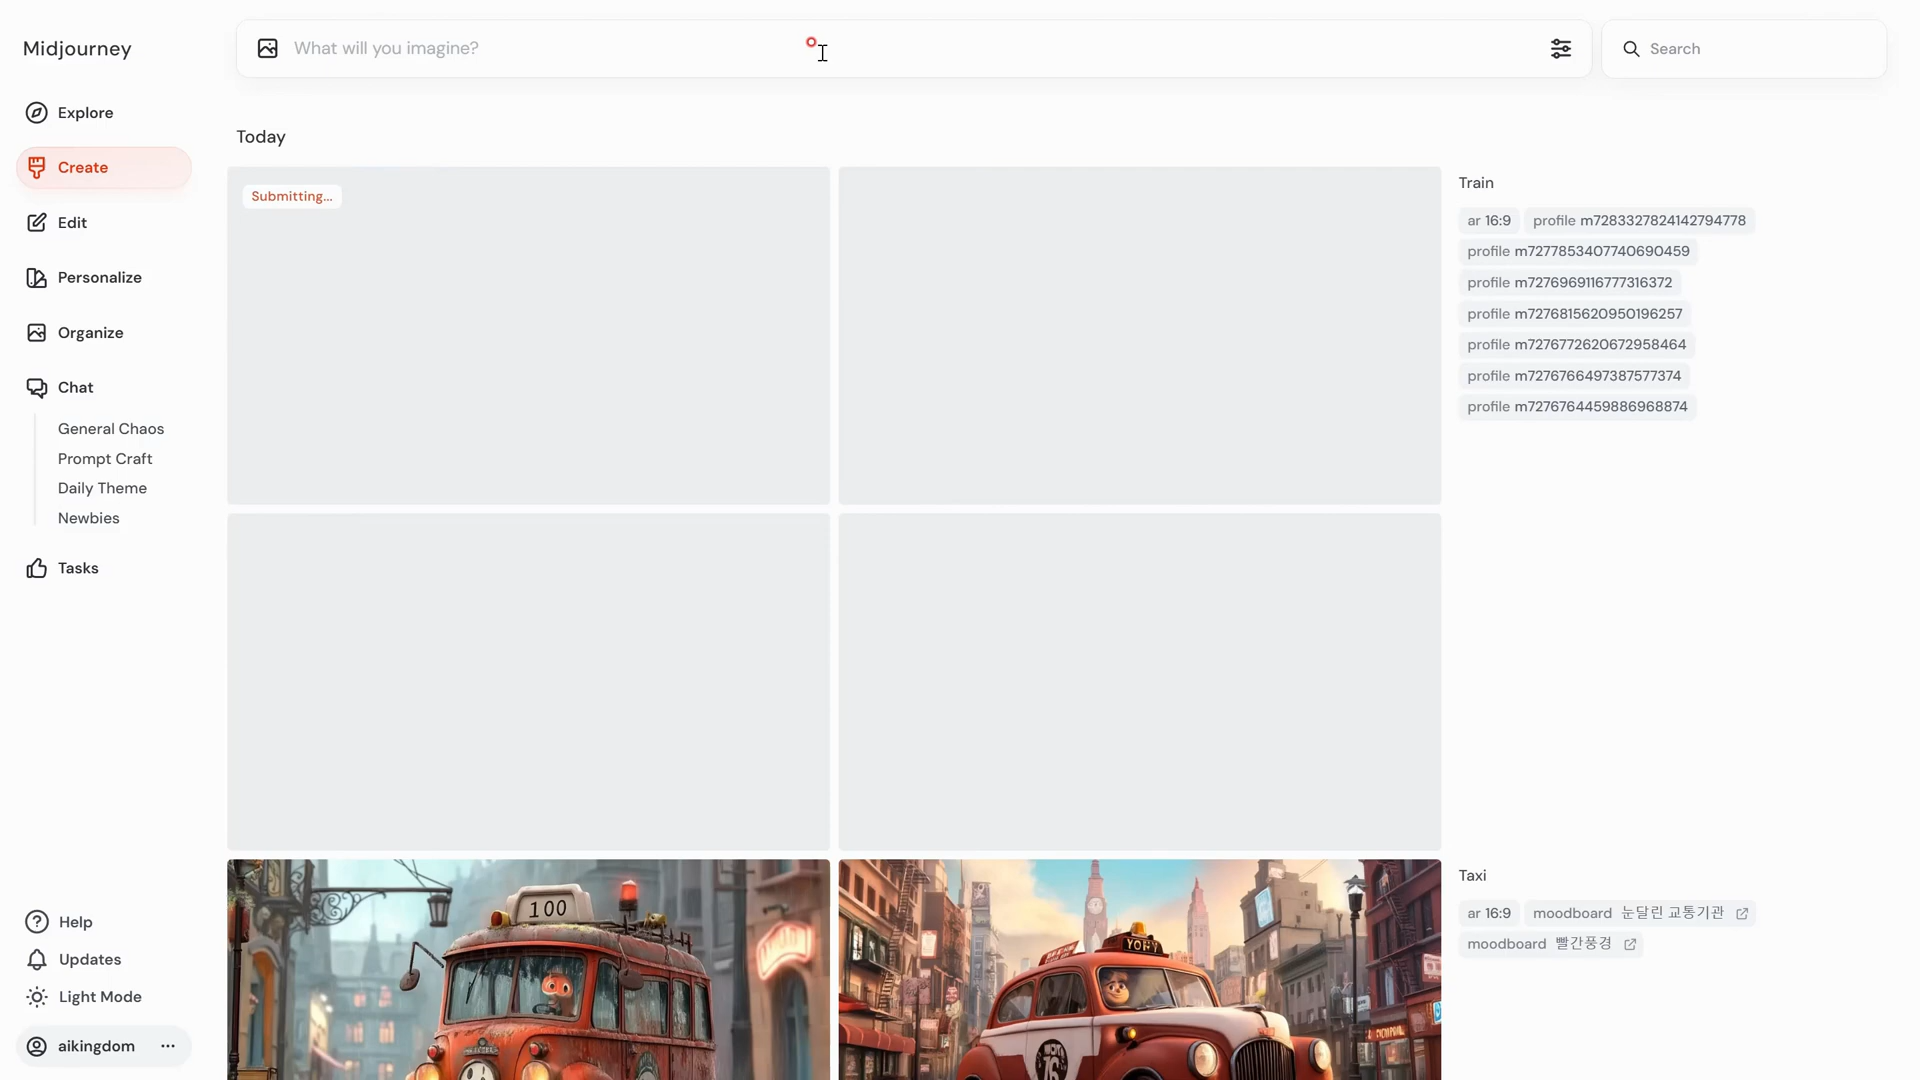 Midjourney
What will you imagine?
Search
Explore
Create
Edit
Personalize
Organize
Chat
General Chaos
Prompt Craft
Daily Theme
Newbies
Tasks
Help
Updates
Light Mode
aikingdom
Today
Submitting...
Train
ar 16:9 profile m7283327824142794778
profile m7277853407740690459
profile m7276969116777316372
profile m7276815620950196257
profile m7276772620672958464
profile m7276766497387577374
profile m7276764459886968874
100
Taxi
ar 16:9 moodboard 눈달린 교통기관
moodboard 빨간풍경